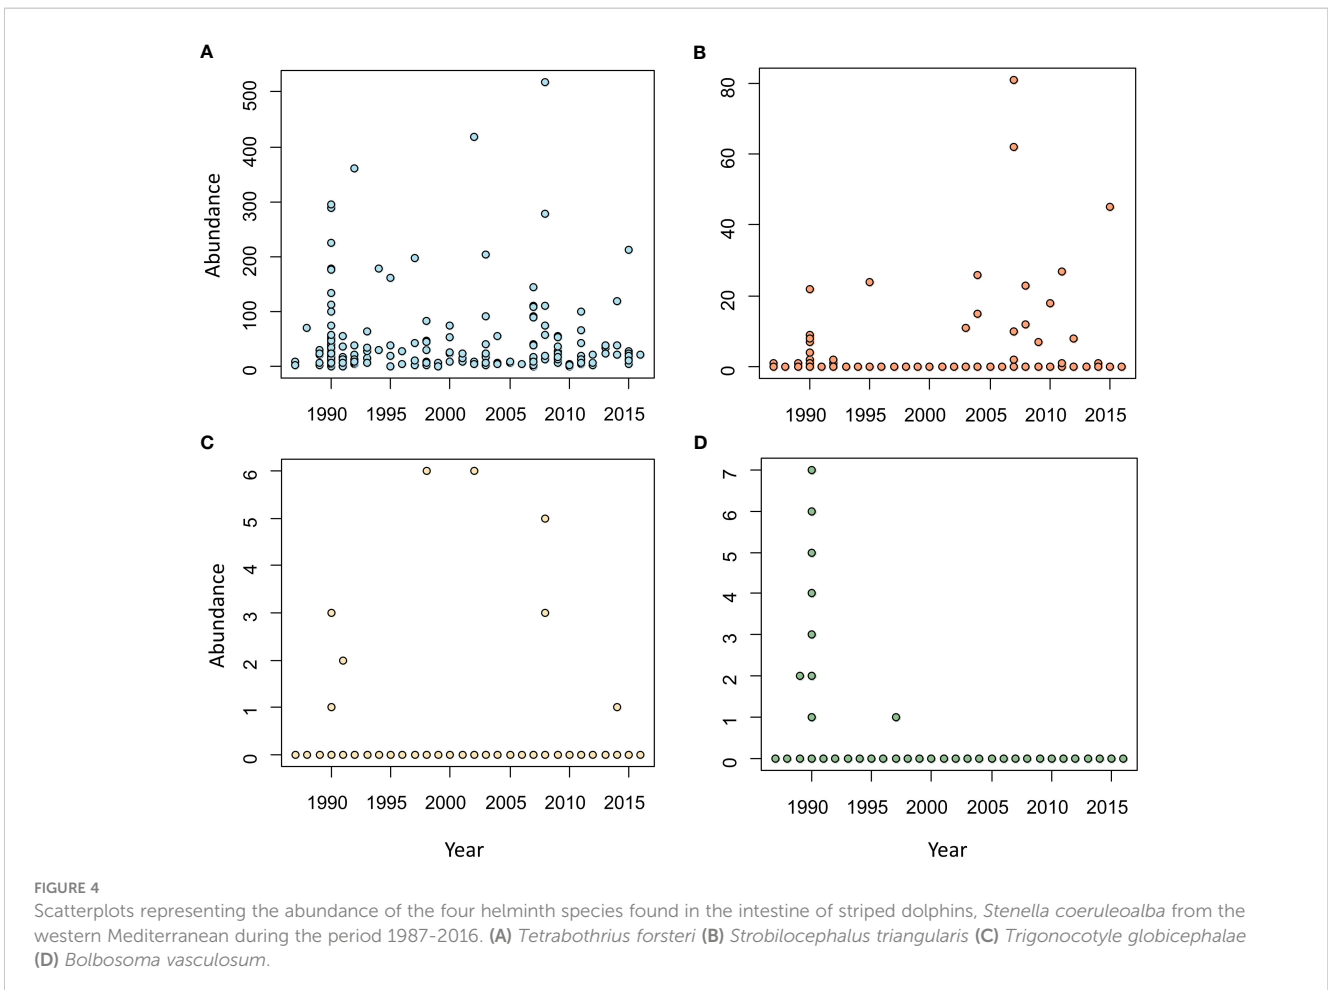 A
B
500
400
300
200
100
0
Abundance
1990 1995 2000 2005 2010 2015
80
60
40
20
0
1990 1995 2000 2005 2010 2015
C
D
6
5
4
3
2
1
0
Abundance
1990 1995 2000 2005 2010 2015
Year
7
6
5
4
3
2
1
0
1990 1995 2000 2005 2010 2015
Year
FIGURE 4
Scatterplots representing the abundance of the four helminth species found in the intestine of striped dolphins, Stenella coeruleoalba from the
western Mediterranean during the period 1987-2016. (A) Tetrabothrius forsteri (B) Strobilocephalus triangularis (C) Trigonocotyle globicephalae
(D) Bolbosoma vasculosum.